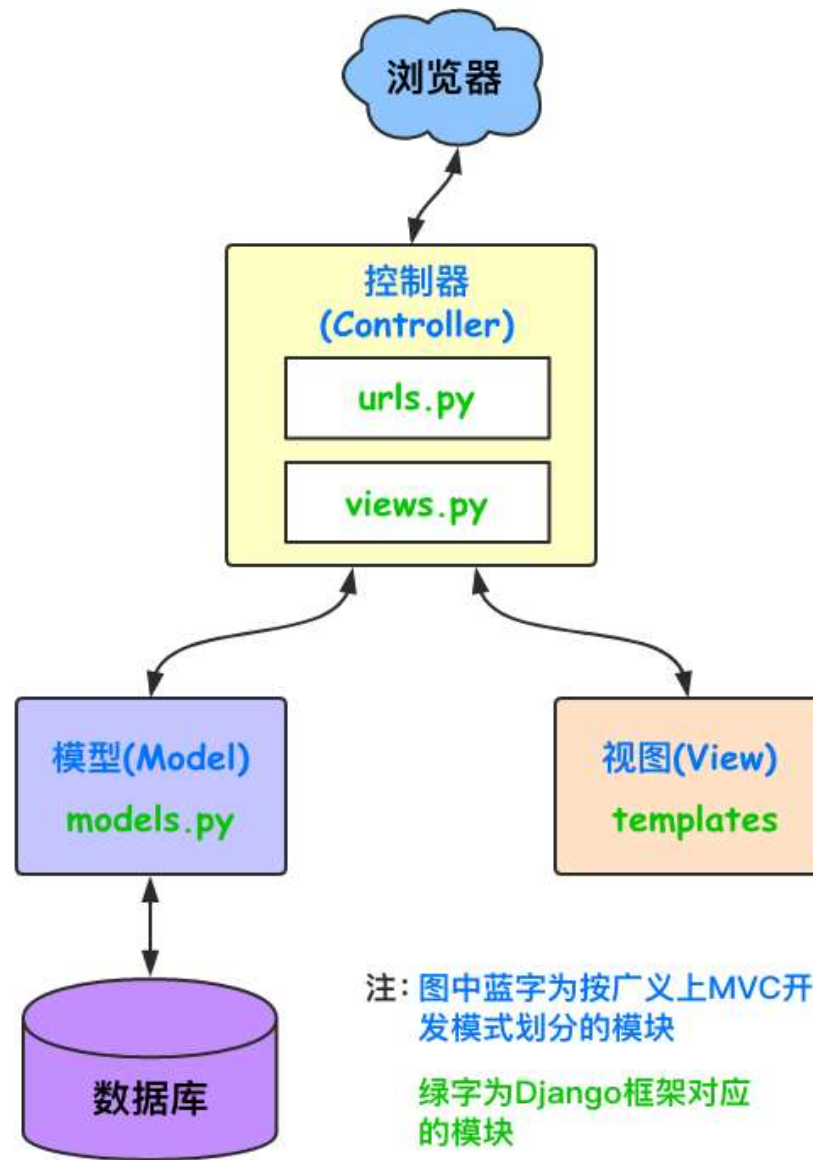 浏览器
控制器
(Controller)
urls.py
views.py
模型(Model)
models.py
视图(View)
templates
数据库
注: 图中蓝字为按广义上MVC开
发模式划分的模块
绿字为Django框架对应
的模块